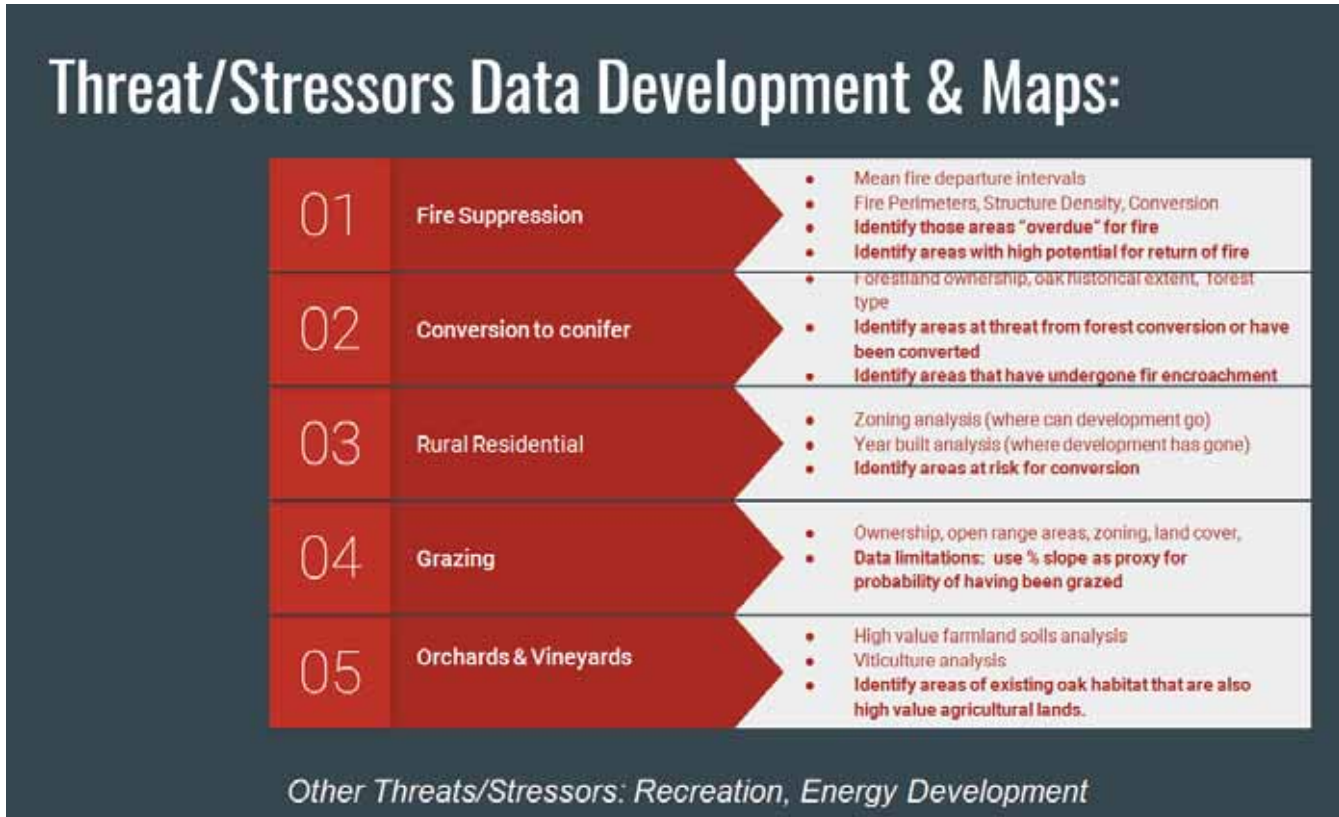 Threat/Stressors Data Development & Maps:
01
Fire Suppression
● Mean fire departure intervals
● Fire Perimeters, Structure Density, Conversion
● Identify those areas "overdue" for fire
● Identify areas with high potential for return of fire
02
Conversion to conifer
● Forestland ownership, oak historical extent, forest
type
● Identify areas at threat from forest conversion or have
been converted
● Identify areas that have undergone fir encroachment
03
Rural Residential
● Zoning analysis (where can development go)
● Year built analysis (where development has gone)
● Identify areas at risk for conversion
04
Grazing
● Ownership, open range areas, zoning, land cover,
● Data limitations: use % slope as proxy for
probability of having been grazed
05
Orchards & Vineyards
● High value farmland soils analysis
● Viticulture analysis
● Identify areas of existing oak habitat that are also
high value agricultural lands.
Other Threats/Stressors: Recreation, Energy Development